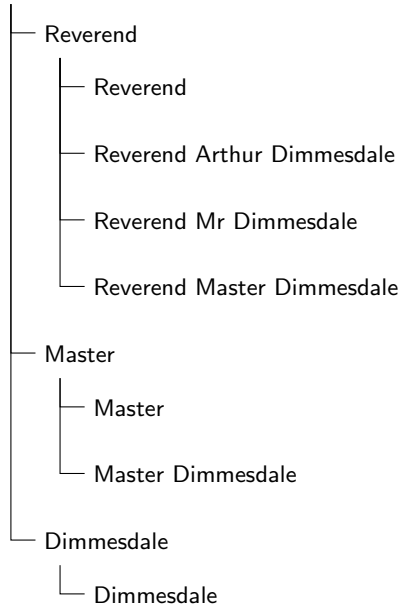 Reverend
Reverend
Reverend Arthur Dimmesdale
Reverend Mr Dimmesdale
Reverend Master Dimmesdale
Master
Master
Master Dimmesdale
Dimmesdale
Dimmesdale